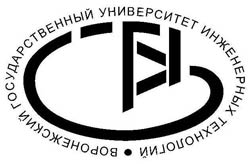 ВОРОНЕЖСКИЙ ГОСУДАРСТВЕННЫЙ УНИВЕРСИТЕТ ИНЖЕНЕРНЫХ ТЕХНОЛОГИЙ •